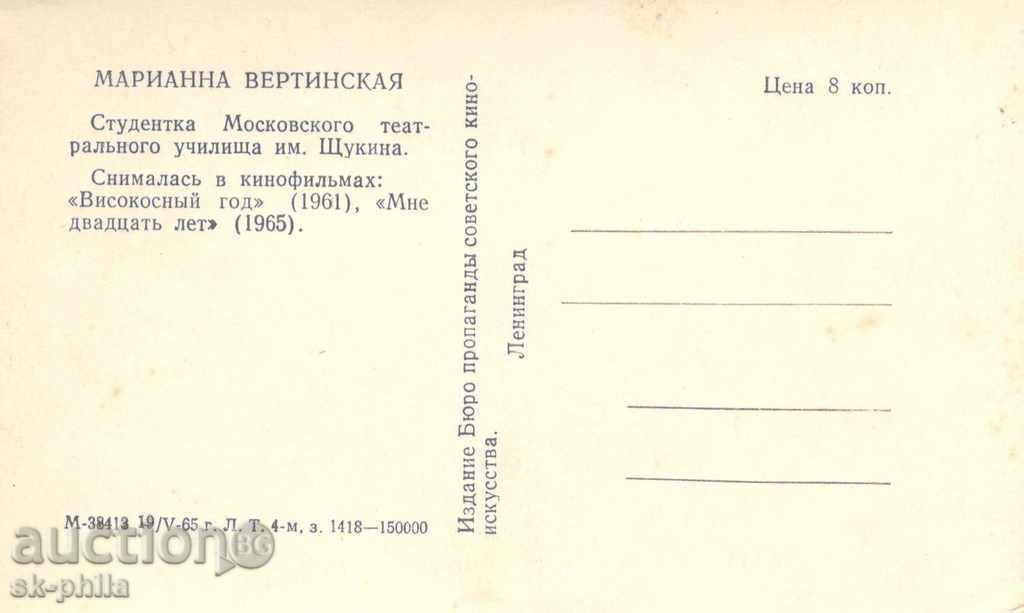 МАРИАННА ВЕРТИНСКАЯ
Студентка Московского теат-
рального училища им. Щукина.
Снималась в кинофильмах:
«Високосный год» (1961), «Мне
двадцать лет» (1965).
М-38413 19/V-65 г. Л. Т. 4-м, з. 1418—150000
Издание Бюро пропаганды советского кино-
искусства.
Ленинград
Цена 8 коп.
auction BG
sk-philla